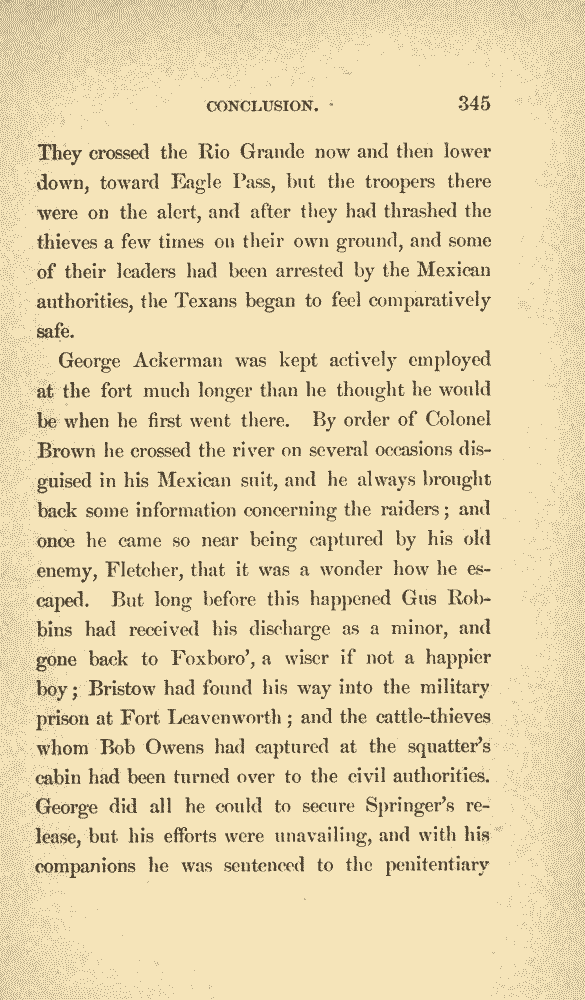 CONCLUSION. 345
They crossed the Rio Grande now and then lower
down, toward Eagle Pass, but the troopers there
were on the alert, and after they had thrashed the
thieves a few times on their own ground, and some
of their leaders had been arrested by the Mexican
authorities, the Texans began to feel comparatively
safe.
George Ackerman was kept actively employed
at the fort much longer than he thought he would
be when he first went there. By order of Colonel
Brown he crossed the river on several occasions dis-
guised in his Mexican suit, and he always brought
back some information concerning the raiders; and
once he came so near being captured by his old
enemy, Fletcher, that it was a wonder how he es-
caped. But long before this happened Gus Rob-
bins had received his discharge as a minor, and
gone back to Foxboro', a wiser if not a happier
boy; Bristow had found his way into the military
prison at Fort Leavenworth; and the cattle-thieves
whom Bob Owens had captured at the squatter's
cabin had been turned over to the civil authorities.
George did all he could to secure Springer's re-
lease, but his efforts were unavailing, and with his
companions he was sentenced to the penitentiary